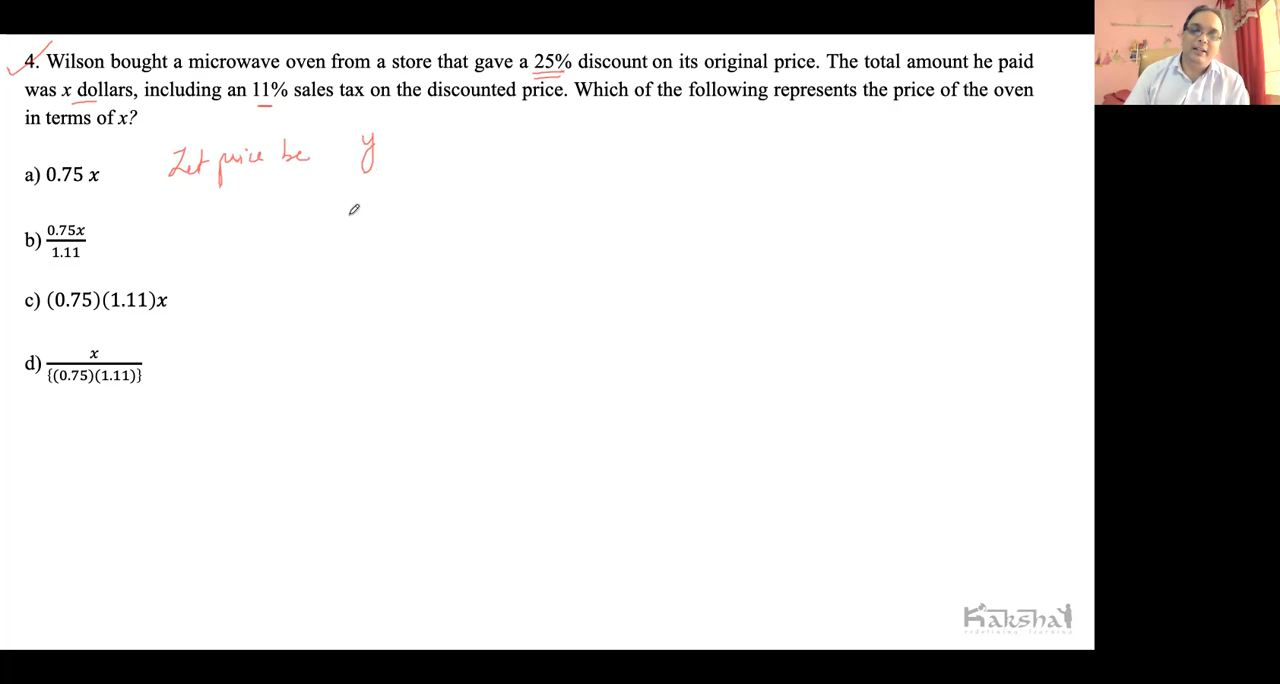 4. Wilson bought a microwave oven from a store that gave a 25% discount on its original price. The total amount he paid
was x dollars, including an 11% sales tax on the discounted price. Which of the following represents the price of the oven
in terms of x?
Let price be y
a) 0.75 x
b) 0.75x / 1.11
c) (0.75)(1.11)x
d) x / {(0.75)(1.11)}
Kaksha
redefining learning